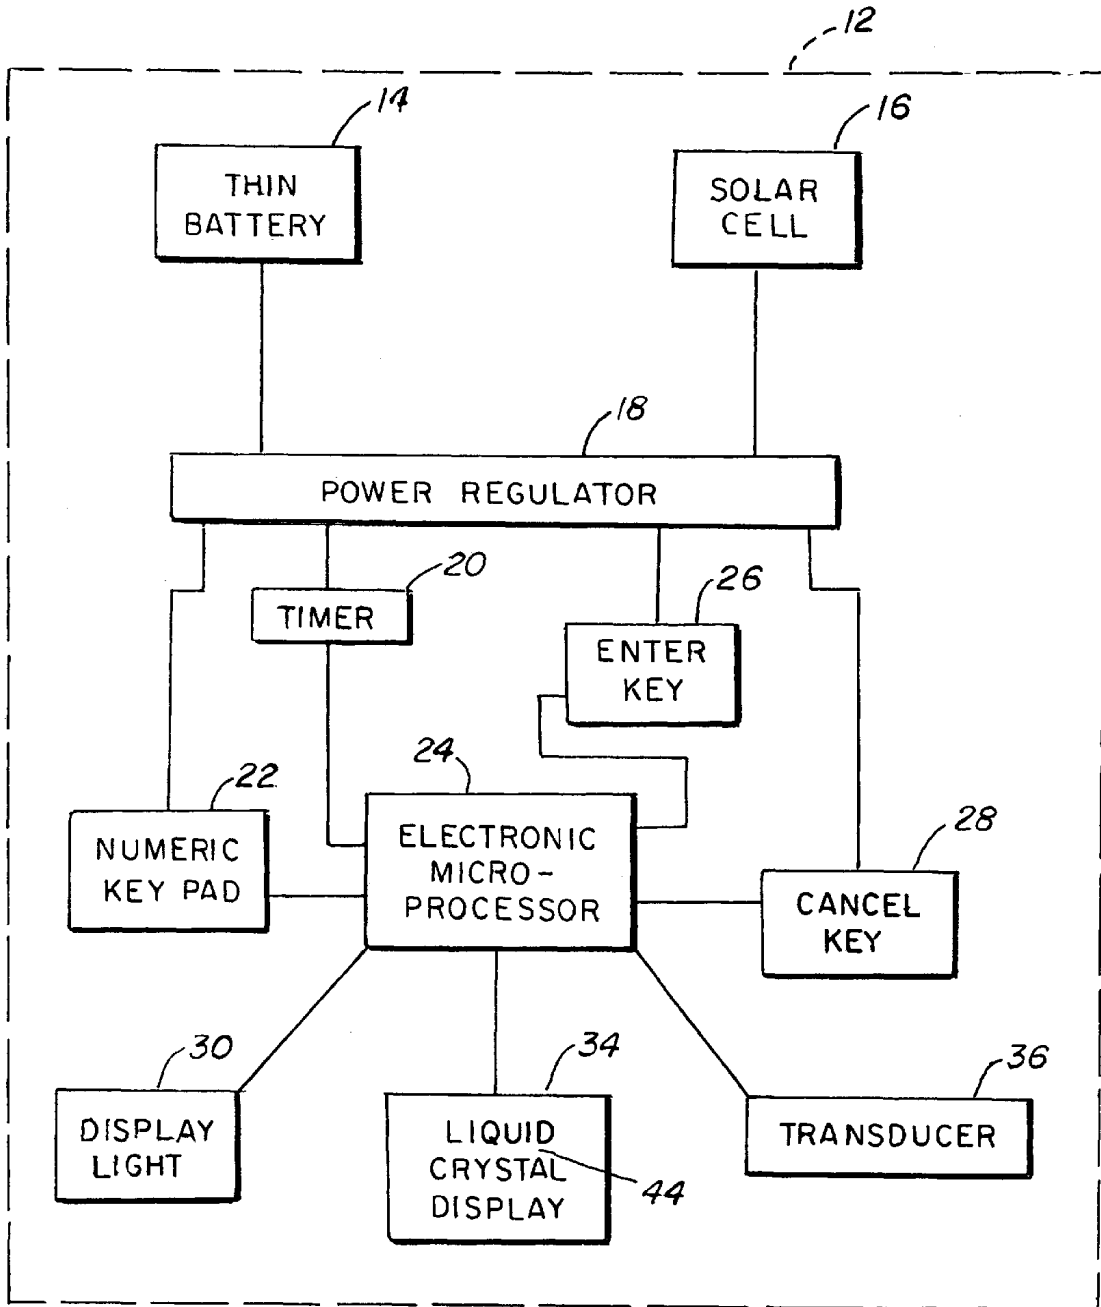 12
14
THIN
BATTERY
16
SOLAR
CELL
18
POWER REGULATOR
20
TIMER
26
ENTER
KEY
22
NUMERIC
KEY PAD
24
ELECTRONIC
MICRO-
PROCESSOR
28
CANCEL
KEY
30
DISPLAY
LIGHT
34
LIQUID
CRYSTAL
DISPLAY
44
36
TRANSDUCER